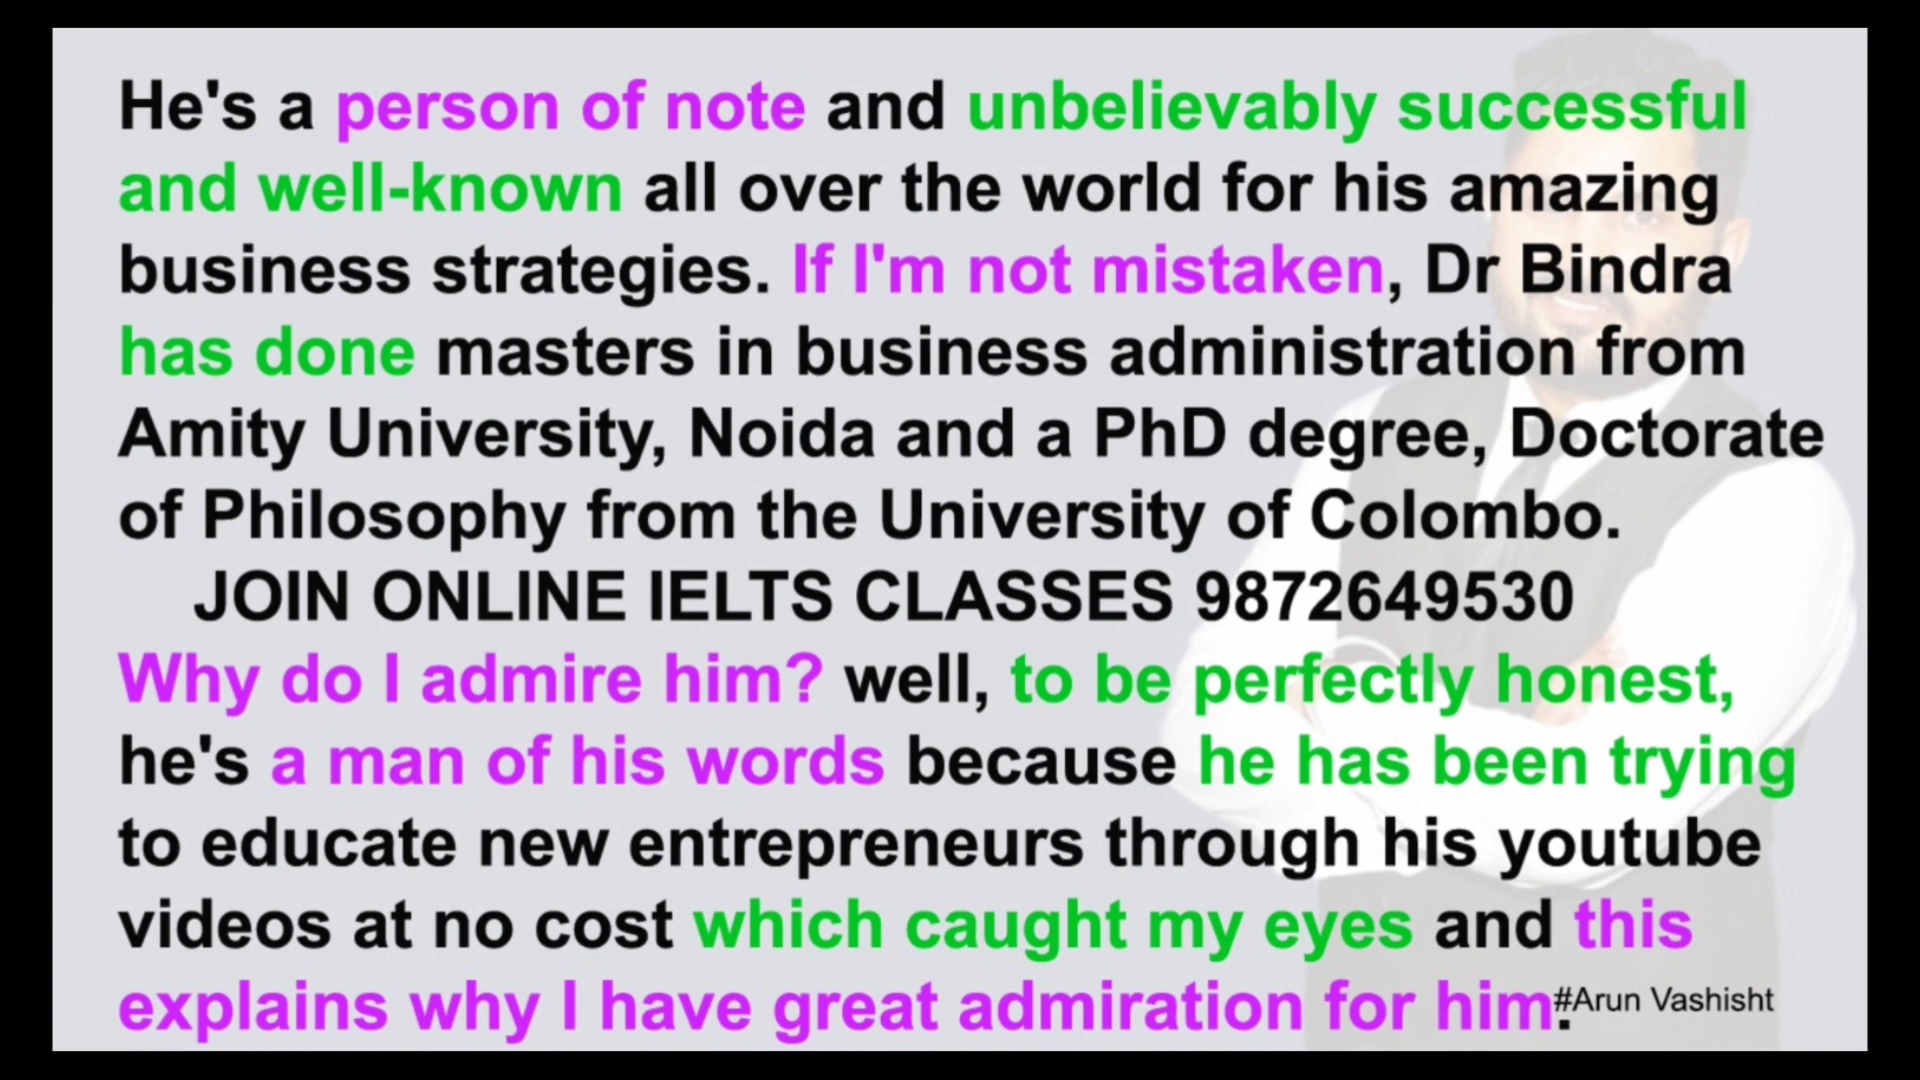 He's a person of note and unbelievably successful
and well-known all over the world for his amazing
business strategies. If I'm not mistaken, Dr Bindra
has done masters in business administration from
Amity University, Noida and a PhD degree, Doctorate
of Philosophy from the University of Colombo.
JOIN ONLINE IELTS CLASSES 9872649530
Why do I admire him? well, to be perfectly honest,
he's a man of his words because he has been trying
to educate new entrepreneurs through his youtube
videos at no cost which caught my eyes and this
explains why I have great admiration for him.
#Arun Vashisht